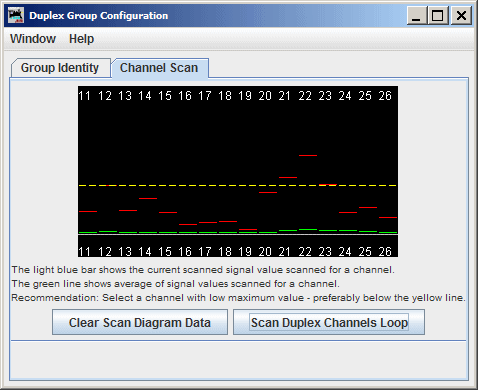 Duplex Group Configuration
Window Help
Group Identity Channel Scan
11 12 13 14 15 16 17 18 19 20 21 22 23 24 25 26
11 12 13 14 15 16 17 18 19 20 21 22 23 24 25 26
The light blue bar shows the current scanned signal value scanned for a channel.
The green line shows average of signal values scanned for a channel.
Recommendation: Select a channel with low maximum value - preferably below the yellow line.
Clear Scan Diagram Data Scan Duplex Channels Loop